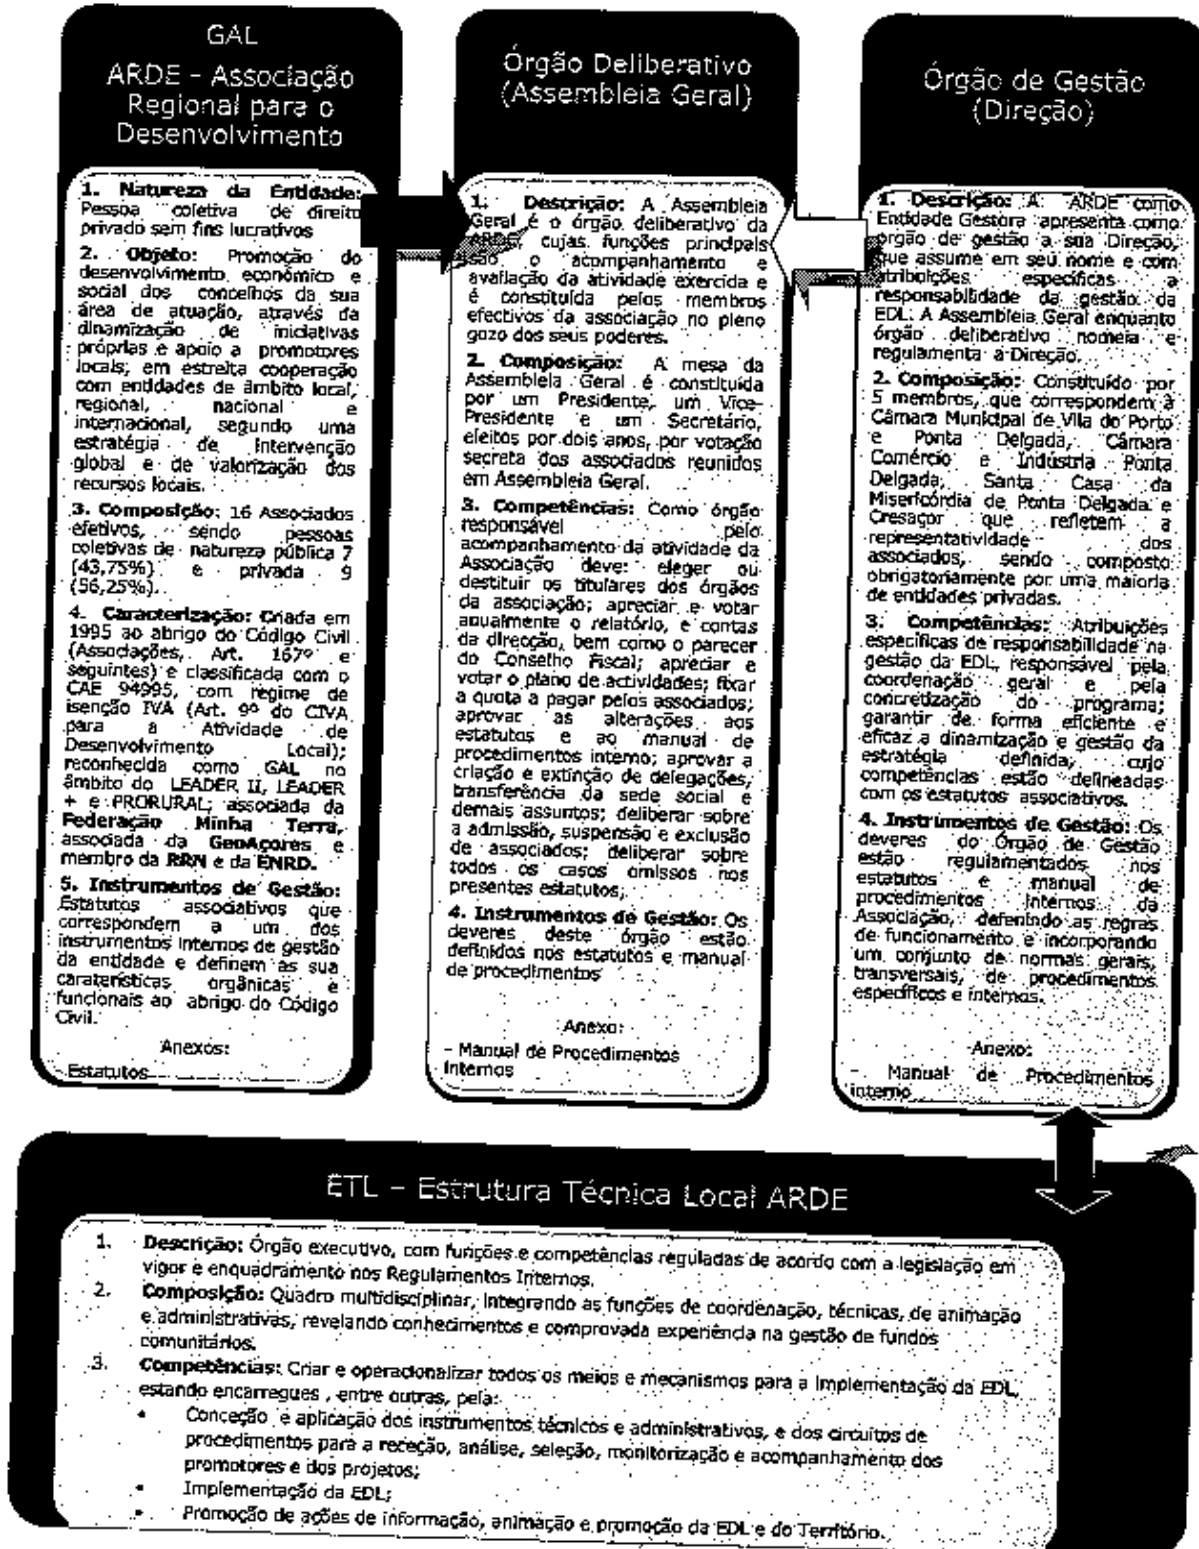 GAL
ARDE - Associação
Regional para o
Desenvolvimento
1. Natureza da Entidade:
Pessoa coletiva de direito
privado sem fins lucrativos
2. Objeto: Promoção do
desenvolvimento económico e
social dos concelhos da sua
área de atuação, através da
dinamização de iniciativas
próprias e apoio a promotores
locais; em estreita cooperação
com entidades de âmbito local,
regional, nacional e
internacional, segundo uma
estratégia de intervenção
global e de valorização dos
recursos locais.
3. Composição: 16 Associados
efetivos, sendo pessoas
coletivas de natureza pública 7
(43,75%) e privada 9
(56,25%).
4. Caracterização: Criada em
1995 ao abrigo do Código Civil
(Associações, Art. 167º e
seguintes) e classificada com o
CAE 94995, com regime de
isenção IVA (Art. 9º do CIVA
para a Atividade de
Desenvolvimento Local);
reconhecida como GAL no
âmbito do LEADER II, LEADER
+ e PRORURAL; associada da
Federação Minha Terra,
associada da GeoAçores e
membro da RRN e da ENRD.
5. Instrumentos de Gestão:
Estatutos associativos que
correspondem a um dos
instrumentos internos de gestão
da entidade e definem as sua
caraterísticas orgânicas e
funcionais ao abrigo do Código
Civil.
Anexos:
Estatutos
Órgão Deliberativo
(Assembleia Geral)
1. Descrição: A Assembleia
Geral é o órgão deliberativo da
ARDE, cujas funções principais
são o acompanhamento e
avaliação da atividade exercida e
é constituída pelos membros
efectivos da associação no pleno
gozo dos seus poderes.
2. Composição: A mesa da
Assembleia Geral é constituída
por um Presidente, um Vice-
Presidente e um Secretário,
eleitos por dois anos, por votação
secreta dos associados reunidos
em Assembleia Geral.
3. Competências: Como órgão
responsável pelo
acompanhamento da atividade da
Associação deve: eleger ou
destituir os titulares dos órgãos
da associação; apreciar e votar
anualmente o relatório, e contas
da direcção, bem como o parecer
do Conselho Fiscal; apreciar e
votar o plano de actividades; fixar
a quota a pagar pelos associados;
aprovar as alterações aos
estatutos e ao manual de
procedimentos interno; aprovar a
criação e extinção de delegações,
transferência da sede social e
demais assuntos; deliberar sobre
a admissão, suspensão e exclusão
de associados; deliberar sobre
todos os casos omissos nos
presentes estatutos;
4. Instrumentos de Gestão: Os
deveres deste órgão estão
definidos nos estatutos e manual
de procedimentos
Anexo:
- Manual de Procedimentos
Internos
Órgão de Gestão
(Direção)
1. Descrição: A ARDE como
Entidade Gestora apresenta como
órgão de gestão a sua Direção,
que assume em seu nome e com
atribuições específicas a
responsabilidade da gestão da
EDL. A Assembleia Geral enquanto
órgão deliberativo nomeia e
regulamenta a Direção.
2. Composição: Constituído por
5 membros, que correspondem à
Câmara Municipal de Vila do Porto
e Ponta Delgada, Câmara
Comércio e Indústria Ponta
Delgada, Santa Casa da
Misericórdia de Ponta Delgada e
Cresaçor que refletem a
representatividade dos
associados, sendo composto
obrigatoriamente por uma maioria
de entidades privadas.
3. Competências: Atribuições
específicas de responsabilidade na
gestão da EDL, responsável pela
coordenação geral e pela
concretização do programa;
garantir de forma eficiente e
eficaz a dinamização e gestão da
estratégia definida, cujo
competências estão delineadas
com os estatutos associativos.
4. Instrumentos de Gestão: Os
deveres do Órgão de Gestão
estão regulamentados nos
estatutos e manual de
procedimentos internos da
Associação, defenindo as regras
de funcionamento e incorporando
um conjunto de normas gerais,
transversais, de procedimentos
específicos e internos.
Anexo:
- Manual de Procedimentos
interno
ETL – Estrutura Técnica Local ARDE
1. Descrição: Órgão executivo, com funções e competências reguladas de acordo com a legislação em
vigor e enquadramento nos Regulamentos Internos.
2. Composição: Quadro multidisciplinar, integrando as funções de coordenação, técnicas, de animação
e administrativas, revelando conhecimentos e comprovada experiência na gestão de fundos
comunitários.
3. Competências: Criar e operacionalizar todos os meios e mecanismos para a implementação da EDL,
estando encarregues , entre outras, pela:
• Conceção e aplicação dos instrumentos técnicos e administrativos, e dos circuitos de
procedimentos para a receção, análise, seleção, monitorização e acompanhamento dos
promotores e dos projetos;
• Implementação da EDL;
• Promoção de ações de informação, animação e promoção da EDL e do Território.